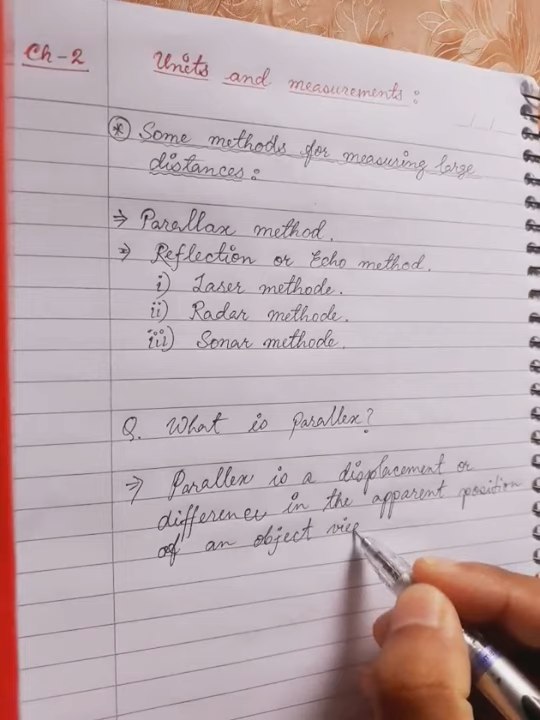 Ch-2
Units and measurements :
* Some methods for measuring large
distances :
⇒ Parallax method.
⇒ Reflection or Echo method.
i) Laser methode.
ii) Radar methode.
iii) Sonar methode.
Q. What is parallex?
⇒ Parallex is a displacement or
difference in the apparent position
of an object vie